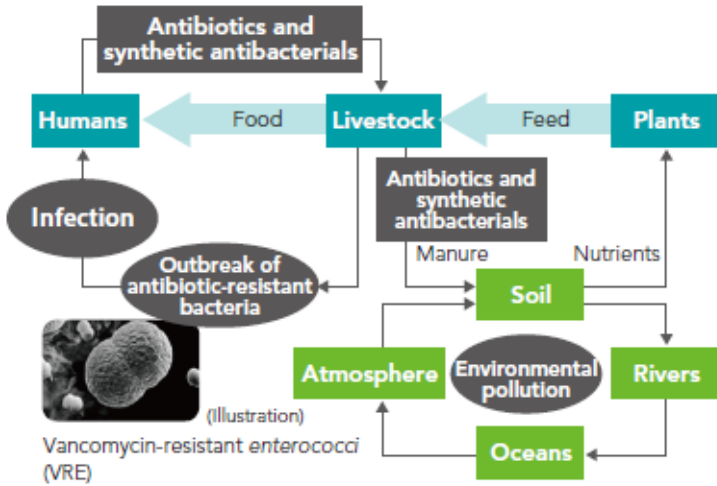 Antibiotics and
synthetic antibacterials
Humans
Food
Livestock
Feed
Plants
Infection
Antibiotics and
synthetic
antibacterials
Manure
Nutrients
Outbreak of
antibiotic-resistant
bacteria
Soil
Atmosphere
Environmental
pollution
Rivers
Oceans
(Illustration)
Vancomycin-resistant enterococci
(VRE)